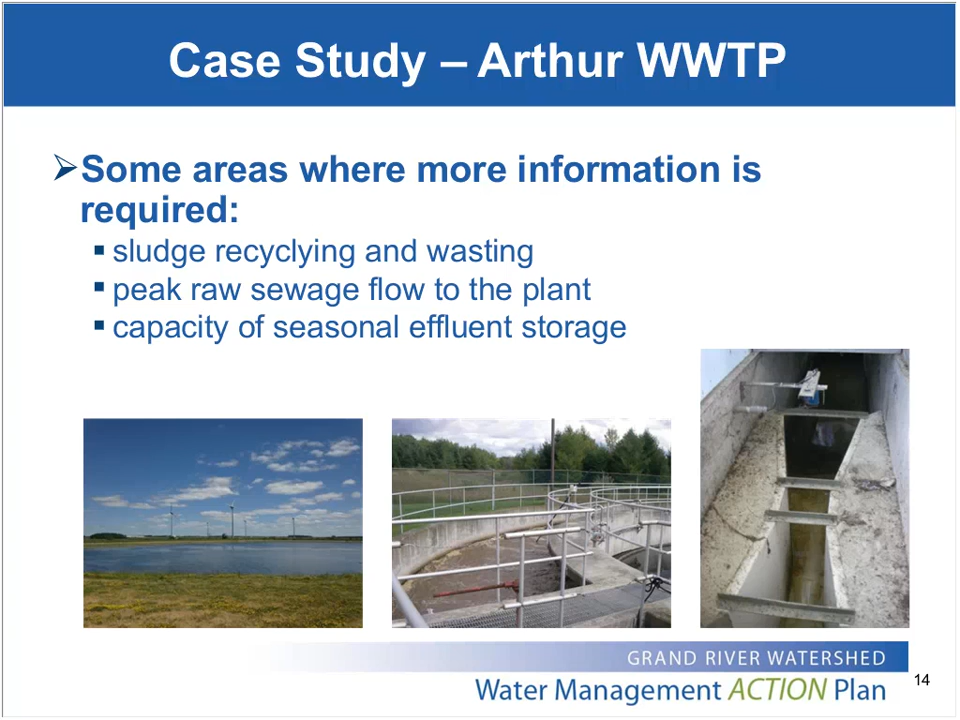 Case Study – Arthur WWTP
➢Some areas where more information is
required:
▪ sludge recyclying and wasting
▪ peak raw sewage flow to the plant
▪ capacity of seasonal effluent storage
GRAND RIVER WATERSHED
Water Management ACTION Plan
14